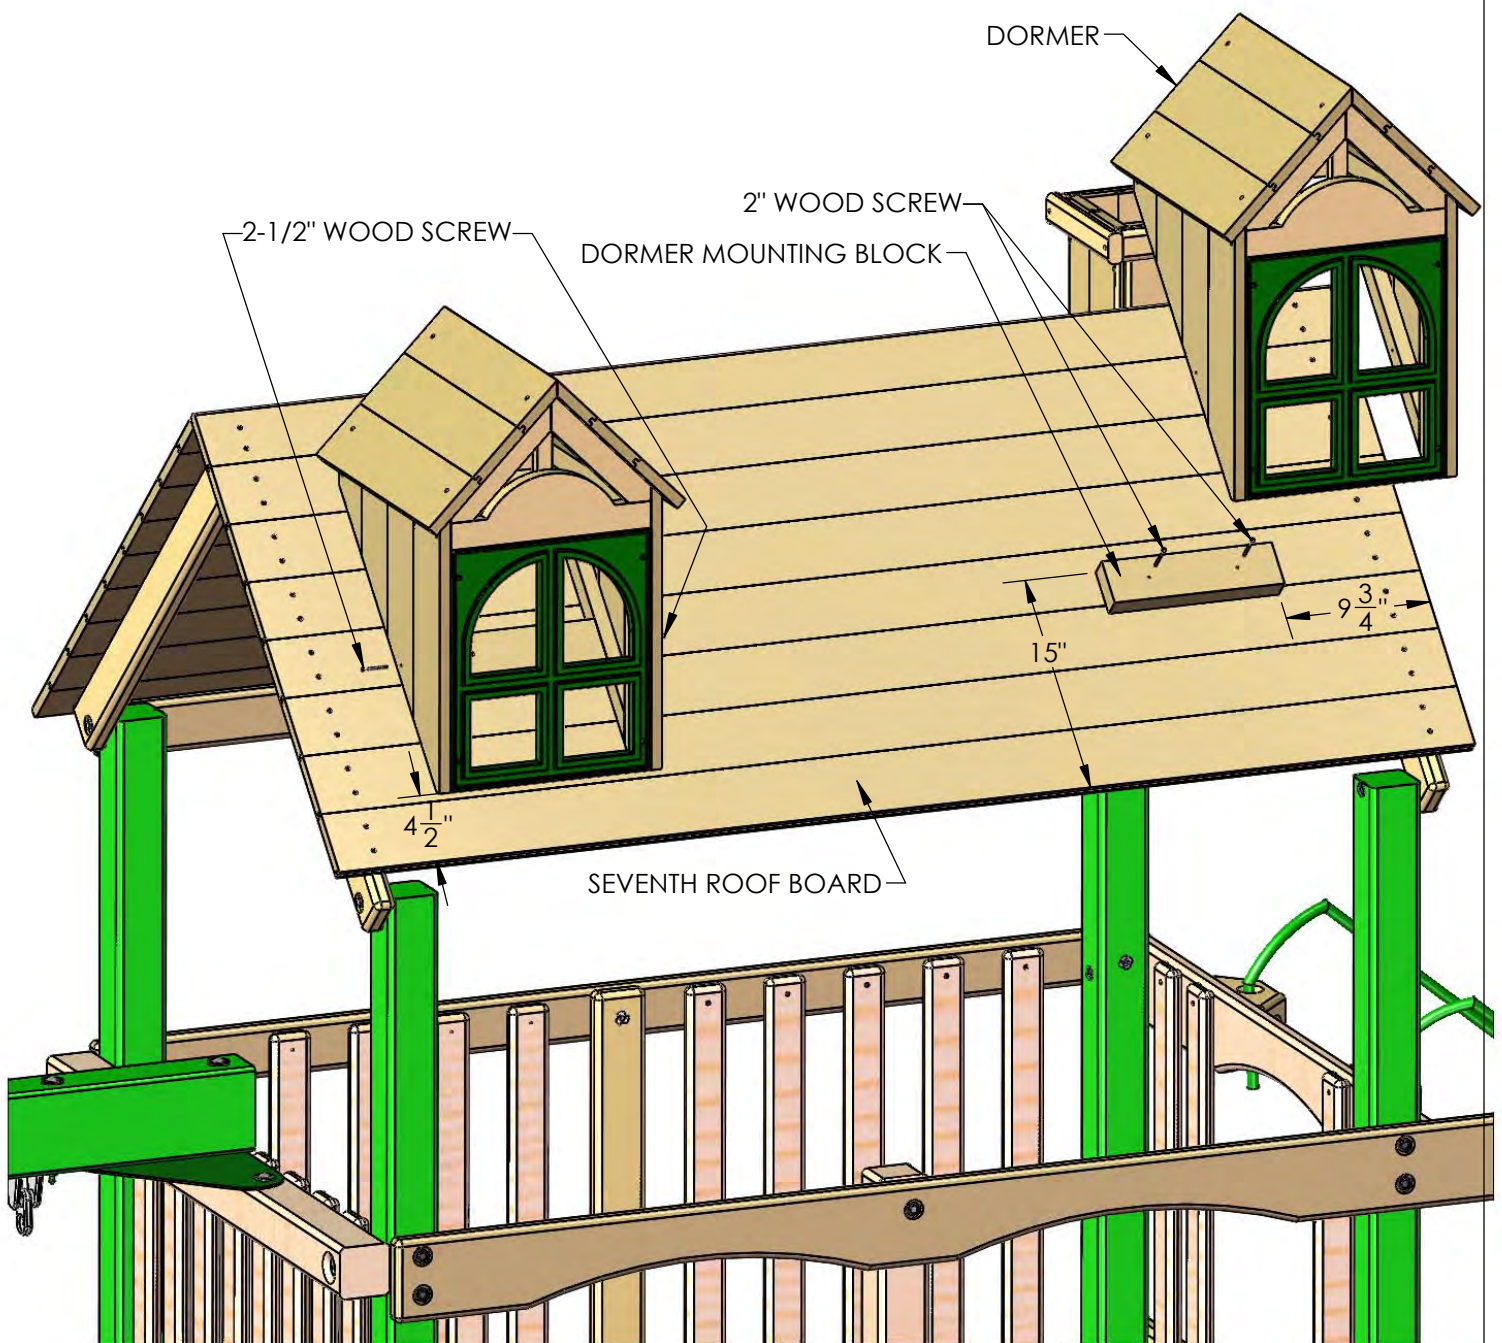 DORMER
2" WOOD SCREW
2-1/2" WOOD SCREW
DORMER MOUNTING BLOCK
9 3/4"
15"
4 1/2"
SEVENTH ROOF BOARD